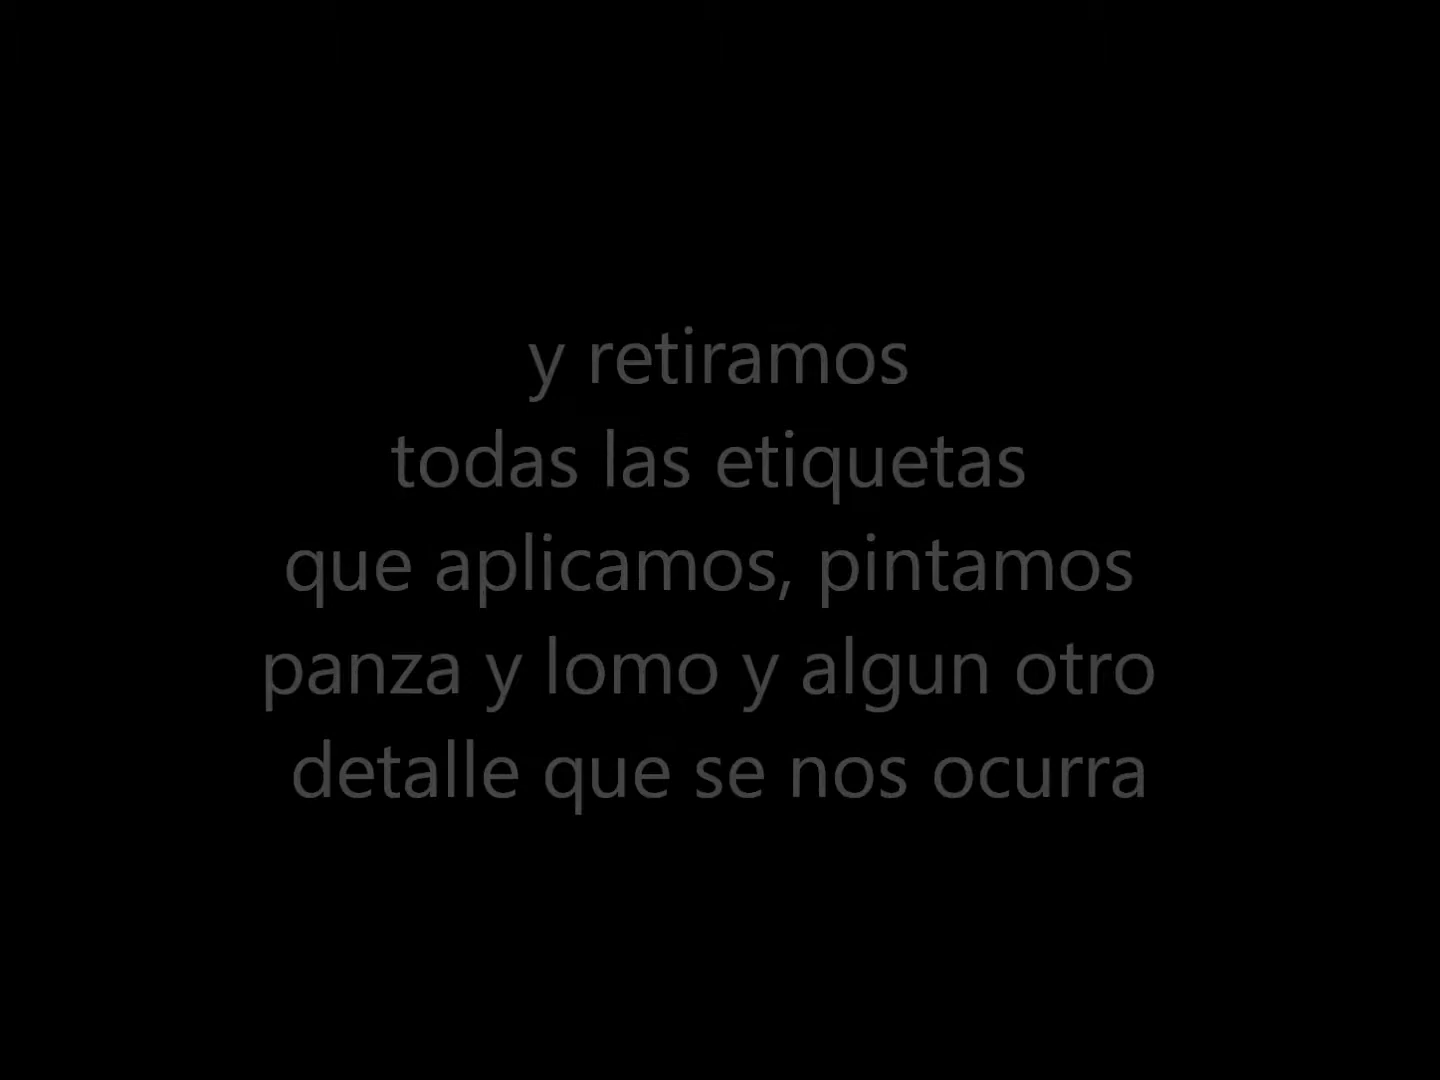 y retiramos
todas las etiquetas
que aplicamos, pintamos
panza y lomo y algun otro
detalle que se nos ocurra